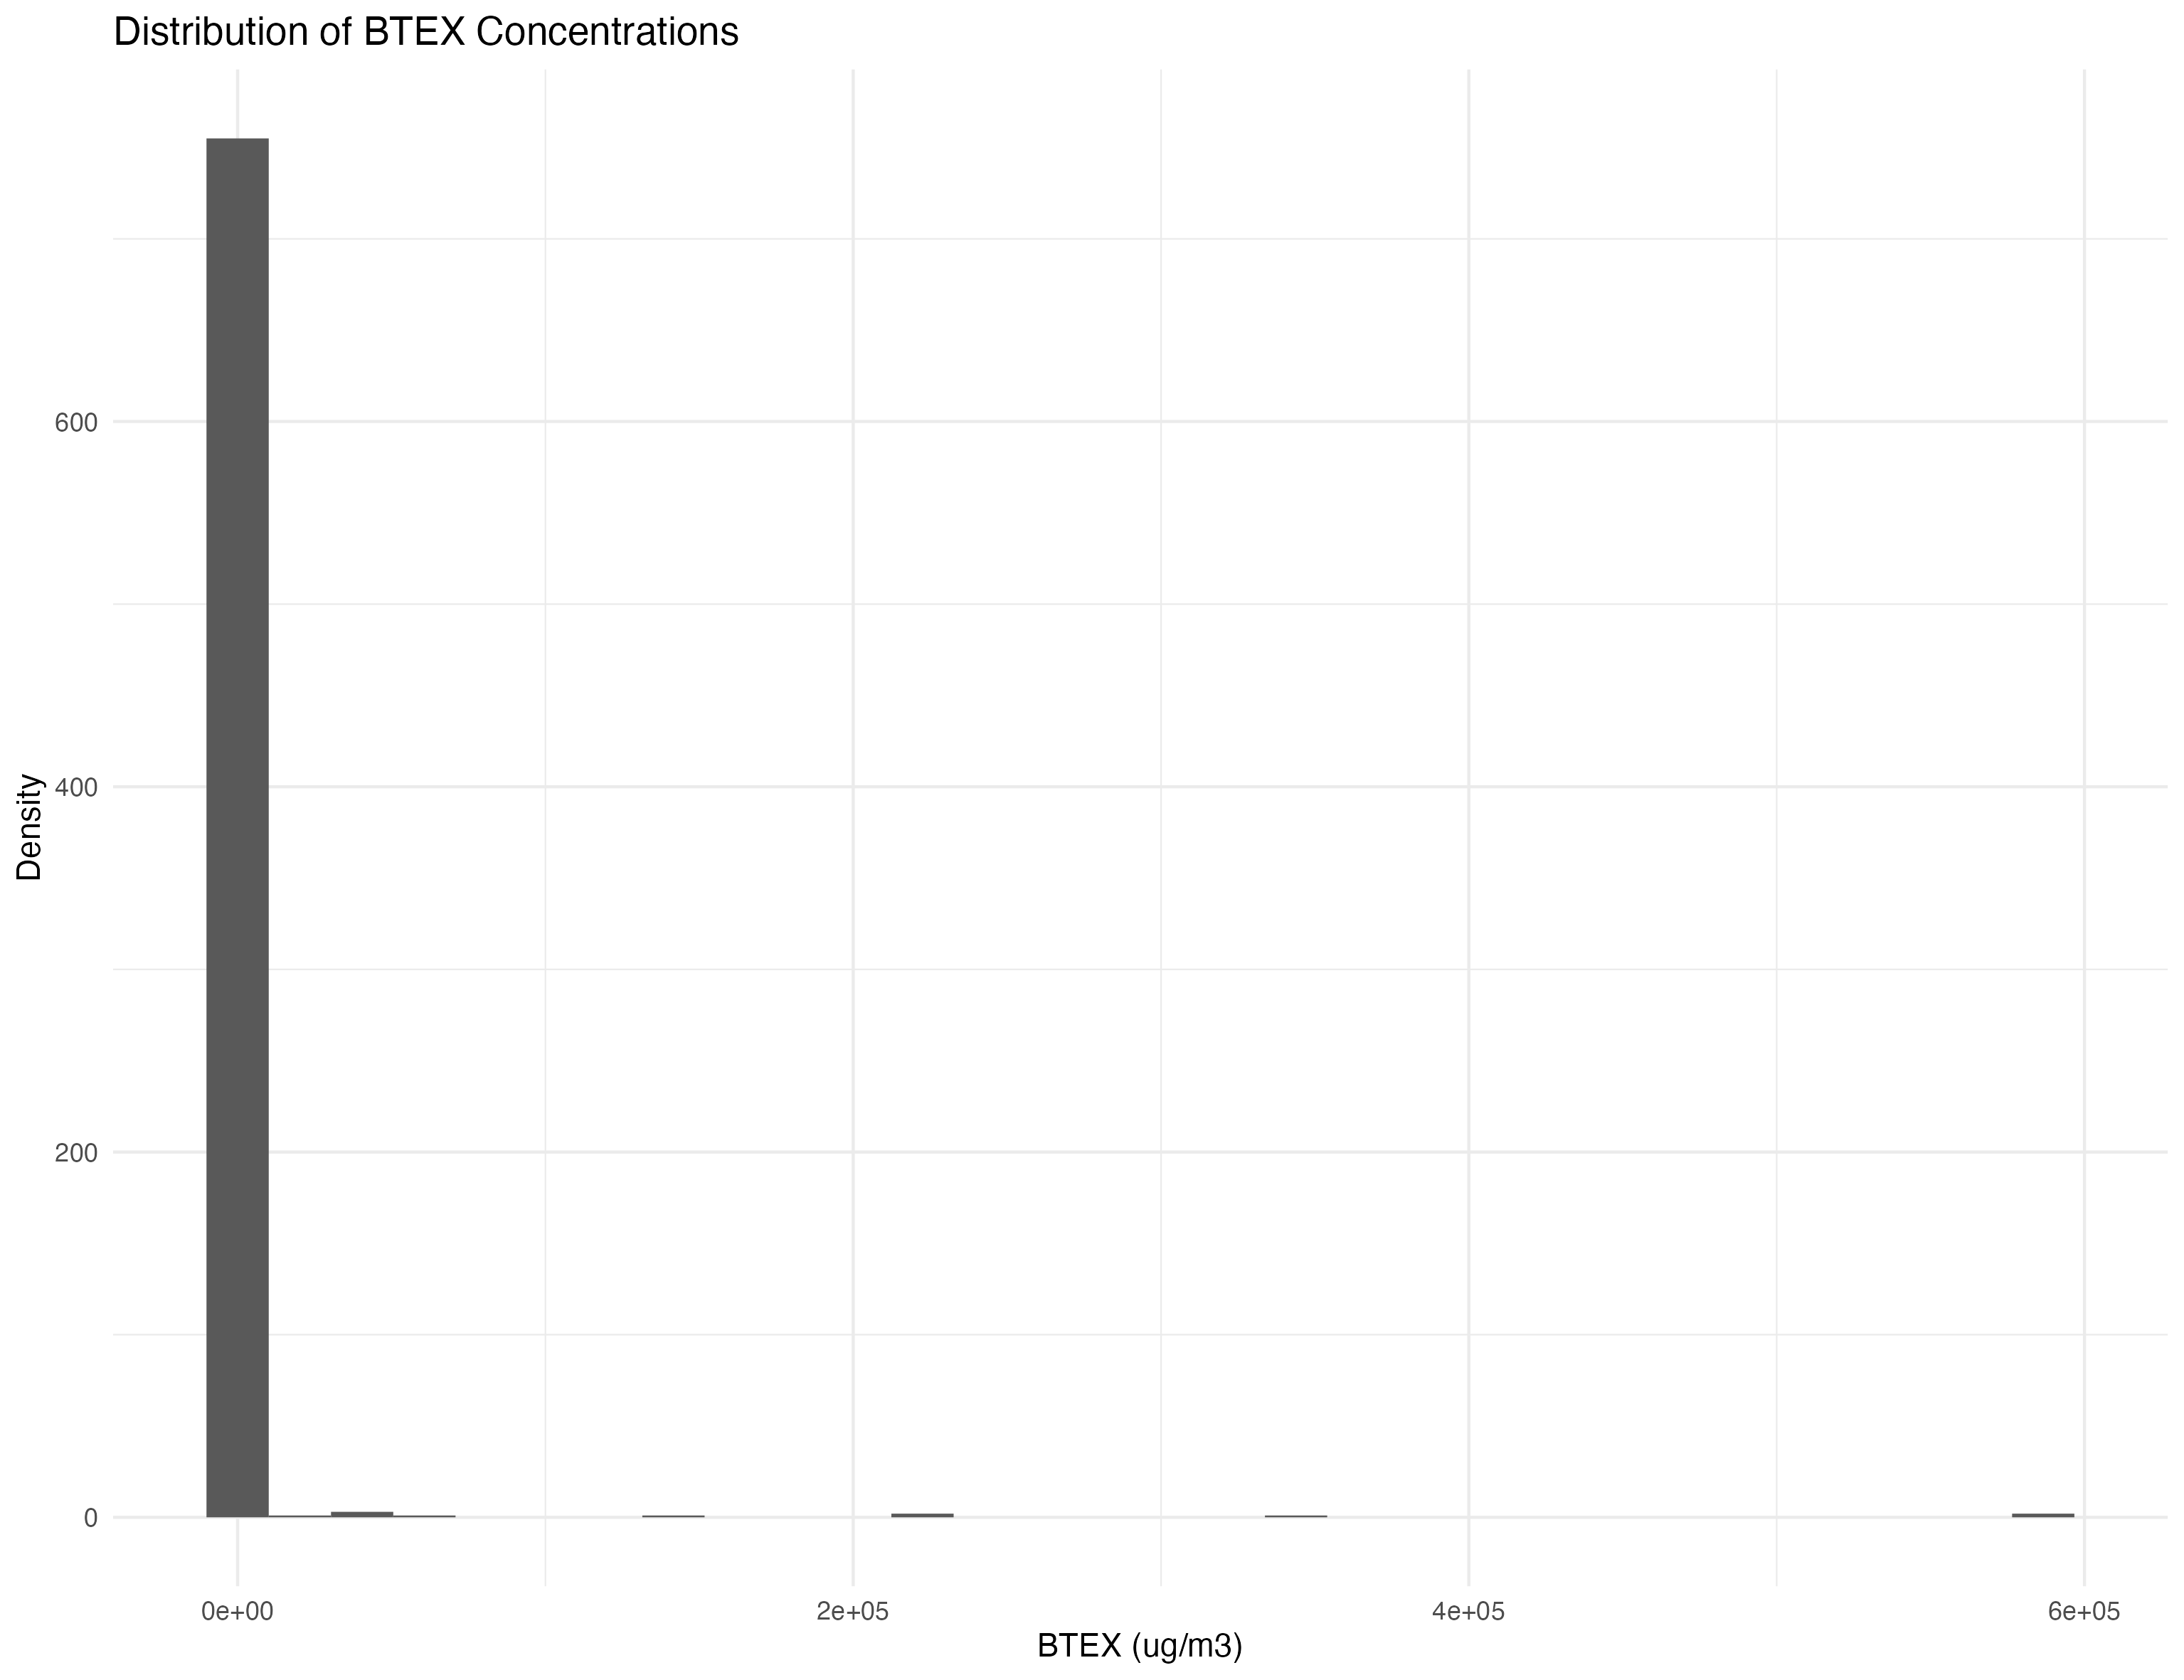 Distribution of BTEX Concentrations
Density
600
400
200
0
0e+00 2e+05 4e+05 6e+05
BTEX (ug/m3)